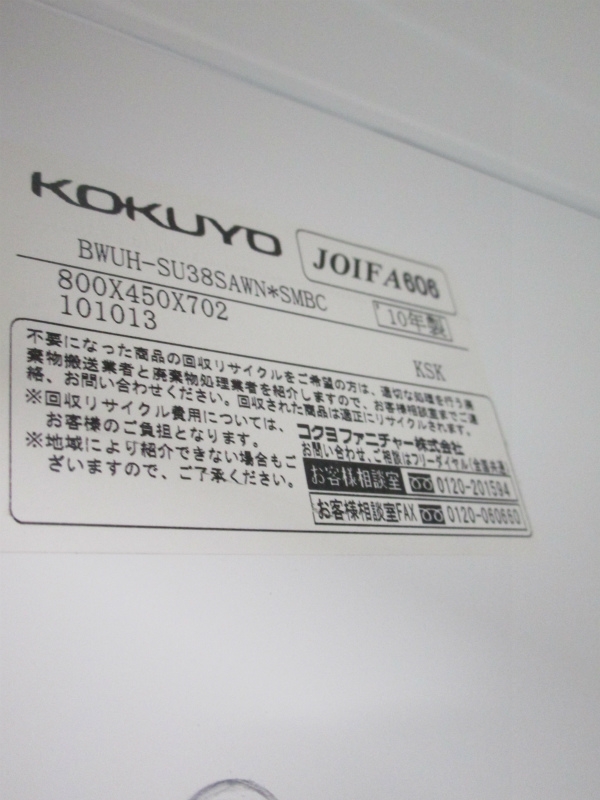 KOKUYO
JOIFA606
BWUH-SU38SAWN*SMBC
800X450X702
10年製
101013
KSK
不要になった商品の回収リサイクルをご希望の方は、適切な処理を行う廃
棄物搬送業者と廃棄物処理業者を紹介しますので、お客様相談室までご連
絡、お問い合わせください。回収された商品は適正にリサイクルされます。
※回収リサイクル費用については、
お客様のご負担となります。
※地域により紹介できない場合もご
ざいますので、ご了承ください。
コクヨファニチャー株式会社
お問い合わせ、ご相談はフリーダイヤル(全国共通)
お客様相談室 0120-201594
お客様相談室FAX 0120-060660